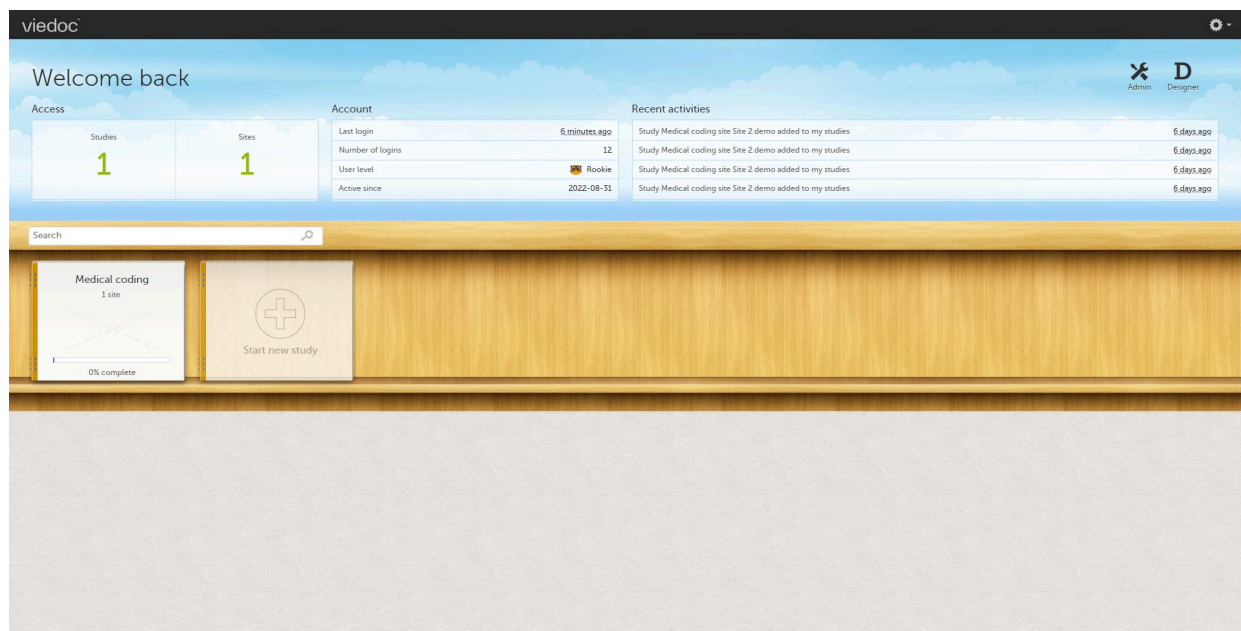 viedoc™
Welcome back
Admin
D
Designer
Access
Studies
1
Sites
1
Account
Last login 6 minutes ago
Number of logins 12
User level Rookie
Active since 2022-08-31
Recent activities
Study Medical coding site Site 2 demo added to my studies 6 days ago
Study Medical coding site Site 2 demo added to my studies 6 days ago
Study Medical coding site Site 2 demo added to my studies 6 days ago
Study Medical coding site Site 2 demo added to my studies 6 days ago
Search
Medical coding
1 site
0% complete
Start new study